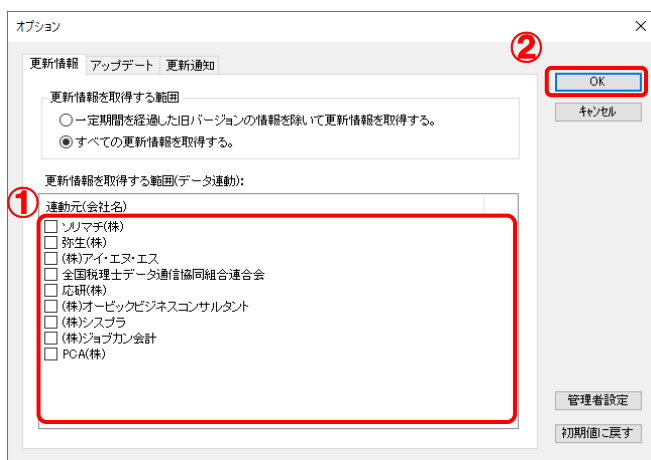 オプション
②
更新情報 アップデート 更新通知
OK
更新情報を取得する範囲
キャンセル
一定期間を経過した旧バージョンの情報を除いて更新情報を取得する。
すべての更新情報を取得する。
更新情報を取得する範囲(データ連動):
①
連動元(会社名)
ソリマチ(株)
弥生(株)
(株)アイ・エヌ・エス
全国税理士データ通信協同組合連合会
応研(株)
(株)オービックビジネスコンサルタント
(株)シスプラ
(株)ジョブカン会計
PCA(株)
管理者設定
初期値に戻す